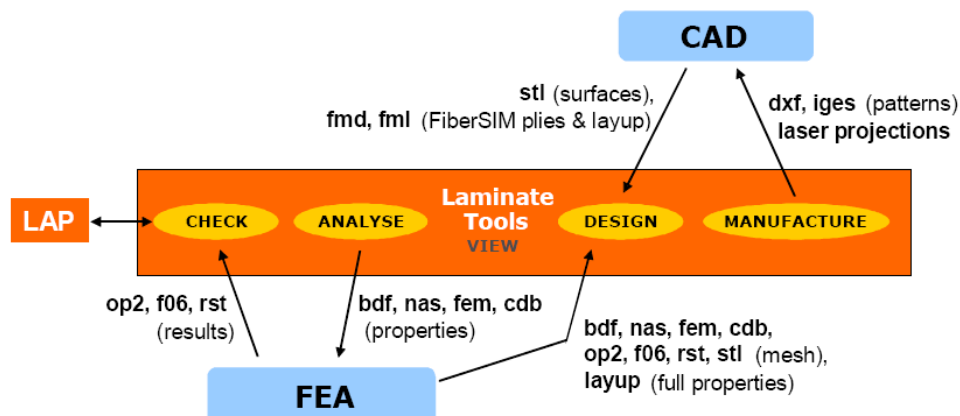 CAD
stl (surfaces),
fmd, fml (FiberSIM plies & layup)
dxf, iges (patterns)
laser projections
LAP
CHECK
ANALYSE
Laminate
Tools
VIEW
DESIGN
MANUFACTURE
op2, f06, rst
(results)
bdf, nas, fem, cdb
(properties)
bdf, nas, fem, cdb,
op2, f06, rst, stl (mesh),
layup (full properties)
FEA